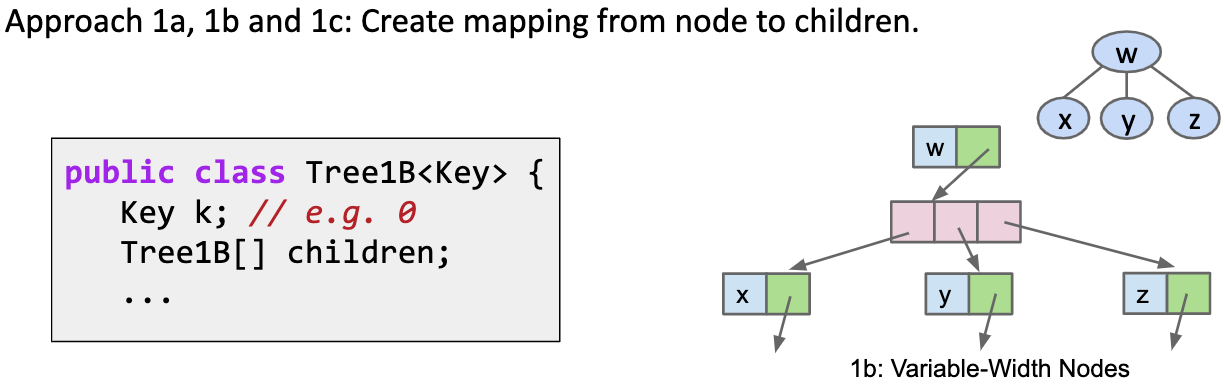 Approach 1a, 1b and 1c: Create mapping from node to children.
public class Tree1B<Key> {
Key k; // e.g. 0
Tree1B[] children;
...
w
x y z
w
x y z
1b: Variable-Width Nodes